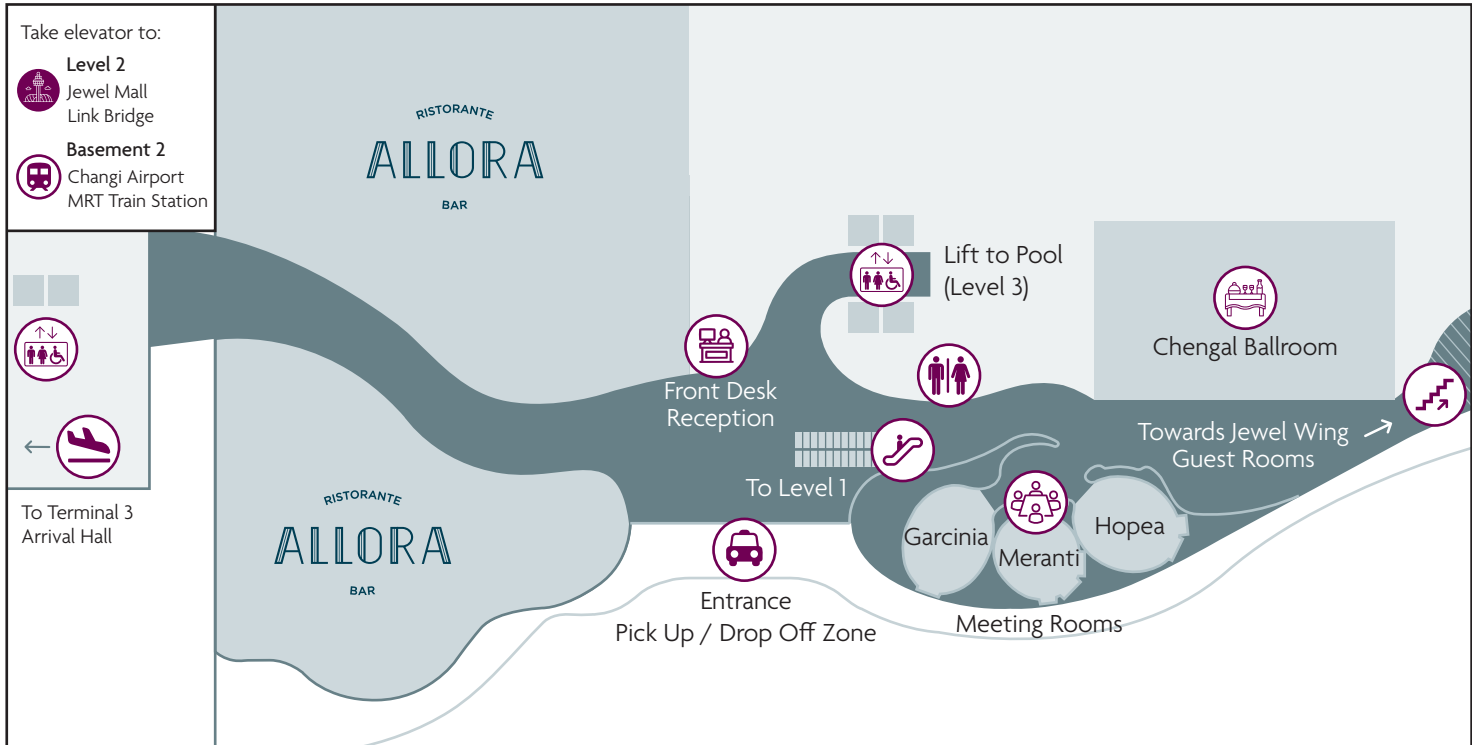 Take elevator to:
Level 2
Jewel Mall
Link Bridge
Basement 2
Changi Airport
MRT Train Station
RISTORANTE
ALLORA
BAR
Lift to Pool
(Level 3)
Chengal Ballroom
Front Desk
Reception
Towards Jewel Wing
Guest Rooms
To Level 1
To Terminal 3
Arrival Hall
RISTORANTE
ALLORA
BAR
Garcinia
Meranti
Hopea
Entrance
Pick Up / Drop Off Zone
Meeting Rooms